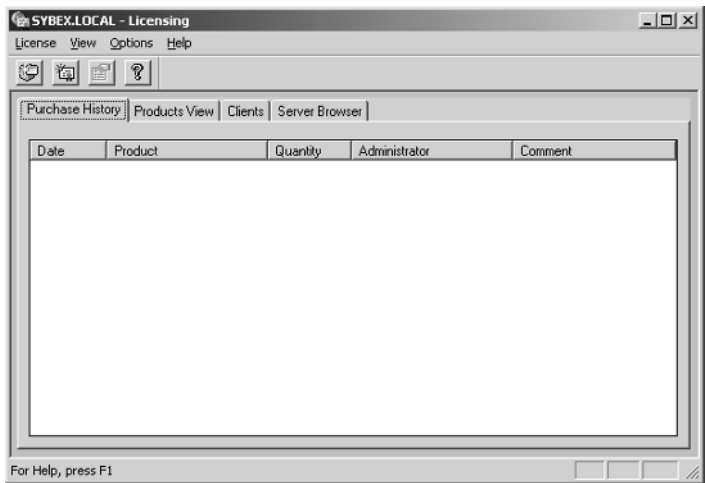 SYBEX.LOCAL - Licensing
License View Options Help
Purchase History Products View Clients Server Browser
Date Product Quantity Administrator Comment
For Help, press F1